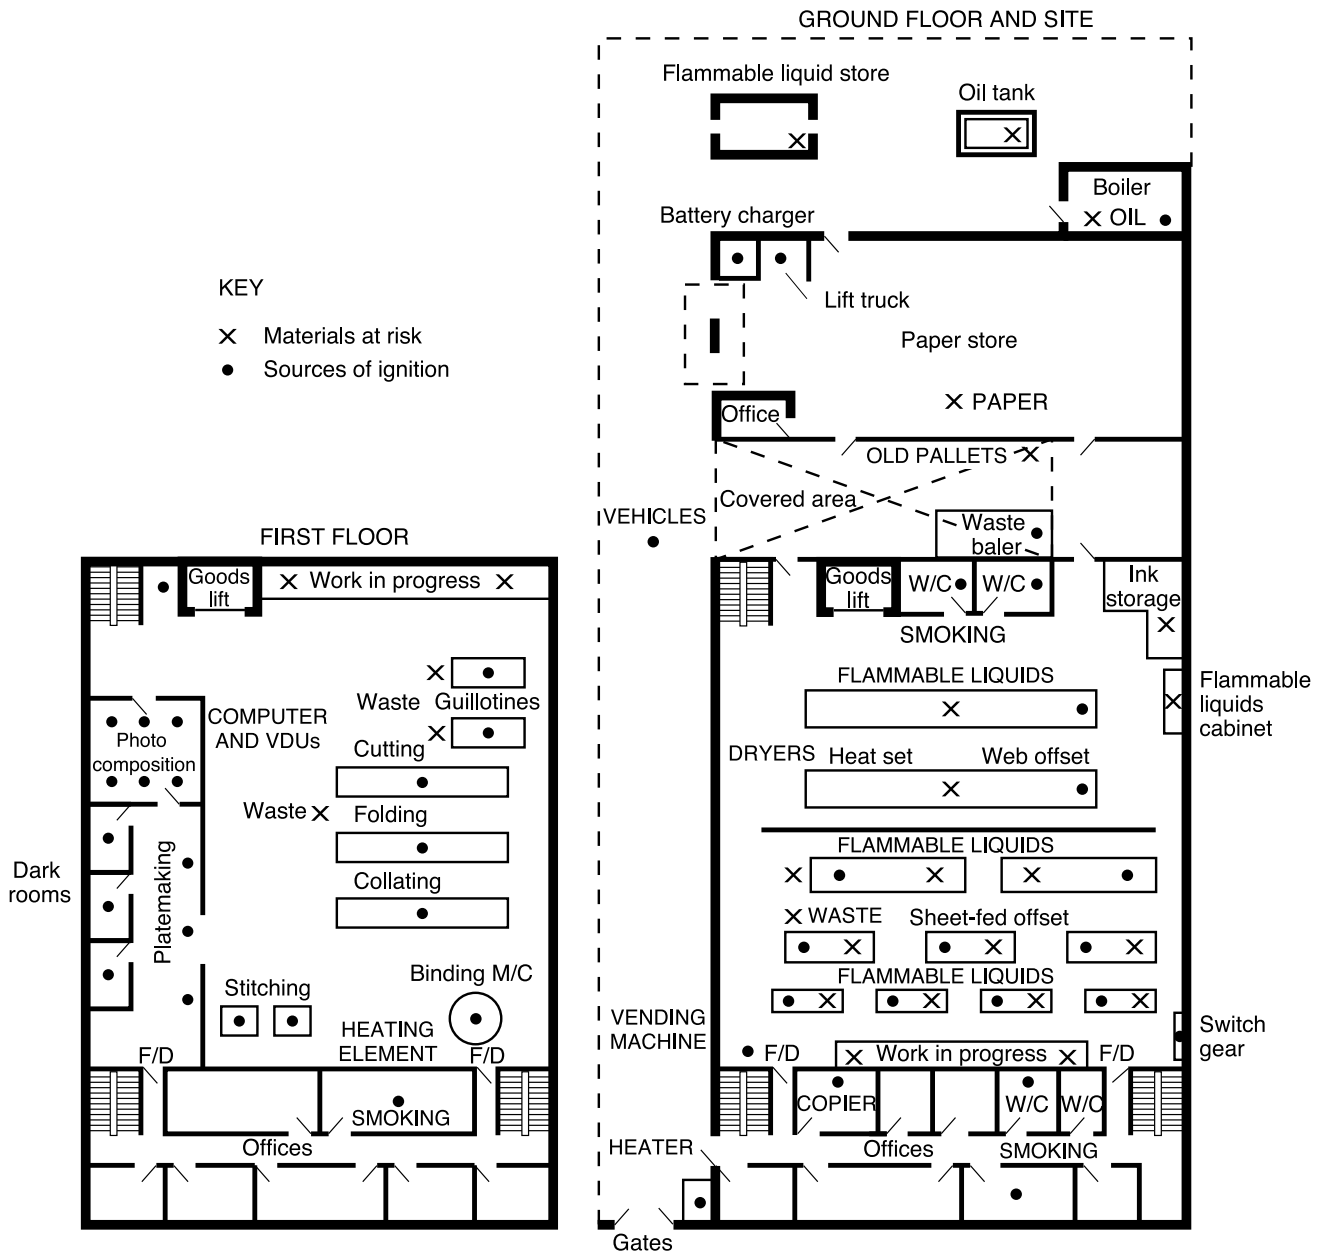 GROUND FLOOR AND SITE
Flammable liquid store
Oil tank
Boiler
OIL
Battery charger
Lift truck
Paper store
PAPER
Office
OLD PALLETS
Covered area
VEHICLES
Waste
baler
KEY
Materials at risk
Sources of ignition
FIRST FLOOR
Goods
lift
Work in progress
Waste
Guillotines
COMPUTER
AND VDUs
Photo
composition
Cutting
Waste
Folding
Collating
Dark
rooms
Platemaking
Stitching
Binding M/C
HEATING
ELEMENT
F/D
F/D
SMOKING
Offices
Goods
lift
W/C
W/C
Ink
storage
SMOKING
FLAMMABLE LIQUIDS
Flammable
liquids
cabinet
DRYERS
Heat set
Web offset
FLAMMABLE LIQUIDS
WASTE
Sheet-fed offset
FLAMMABLE LIQUIDS
VENDING
MACHINE
Switch
gear
F/D
Work in progress
F/D
COPIER
W/C
W/C
HEATER
Offices
SMOKING
Gates